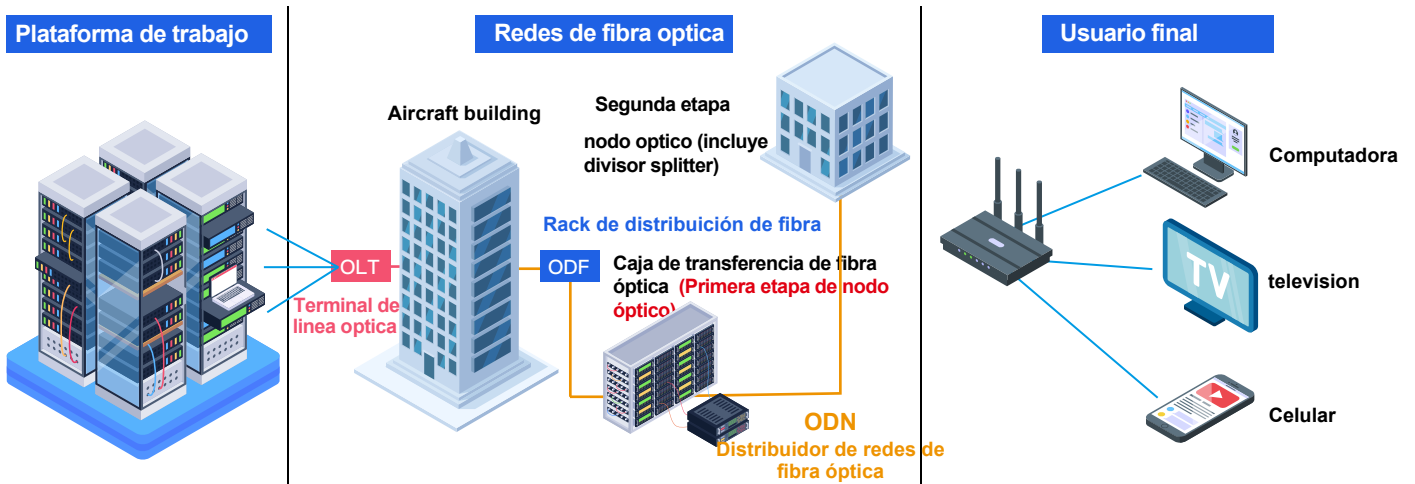 Plataforma de trabajo
Redes de fibra optica
Usuario final
Aircraft building
Segunda etapa
nodo optico (incluye
divisor splitter)
Rack de distribuición de fibra
OLT
ODF
Terminal de
linea optica
Caja de transferencia de fibra
óptica (Primera etapa de nodo
óptico)
ODN
Distribuidor de redes de
fibra óptica
Computadora
TV
television
Celular